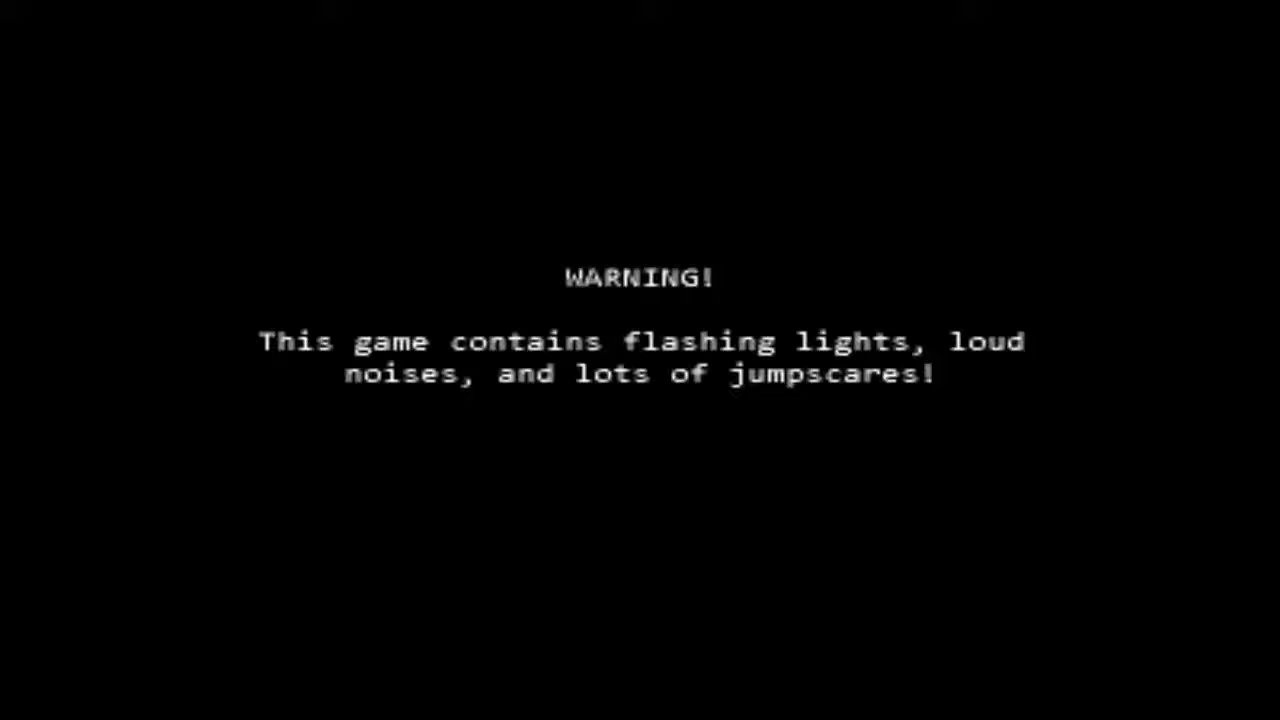 WARNING!
This game contains flashing lights, loud
noises, and lots of jumpscares!